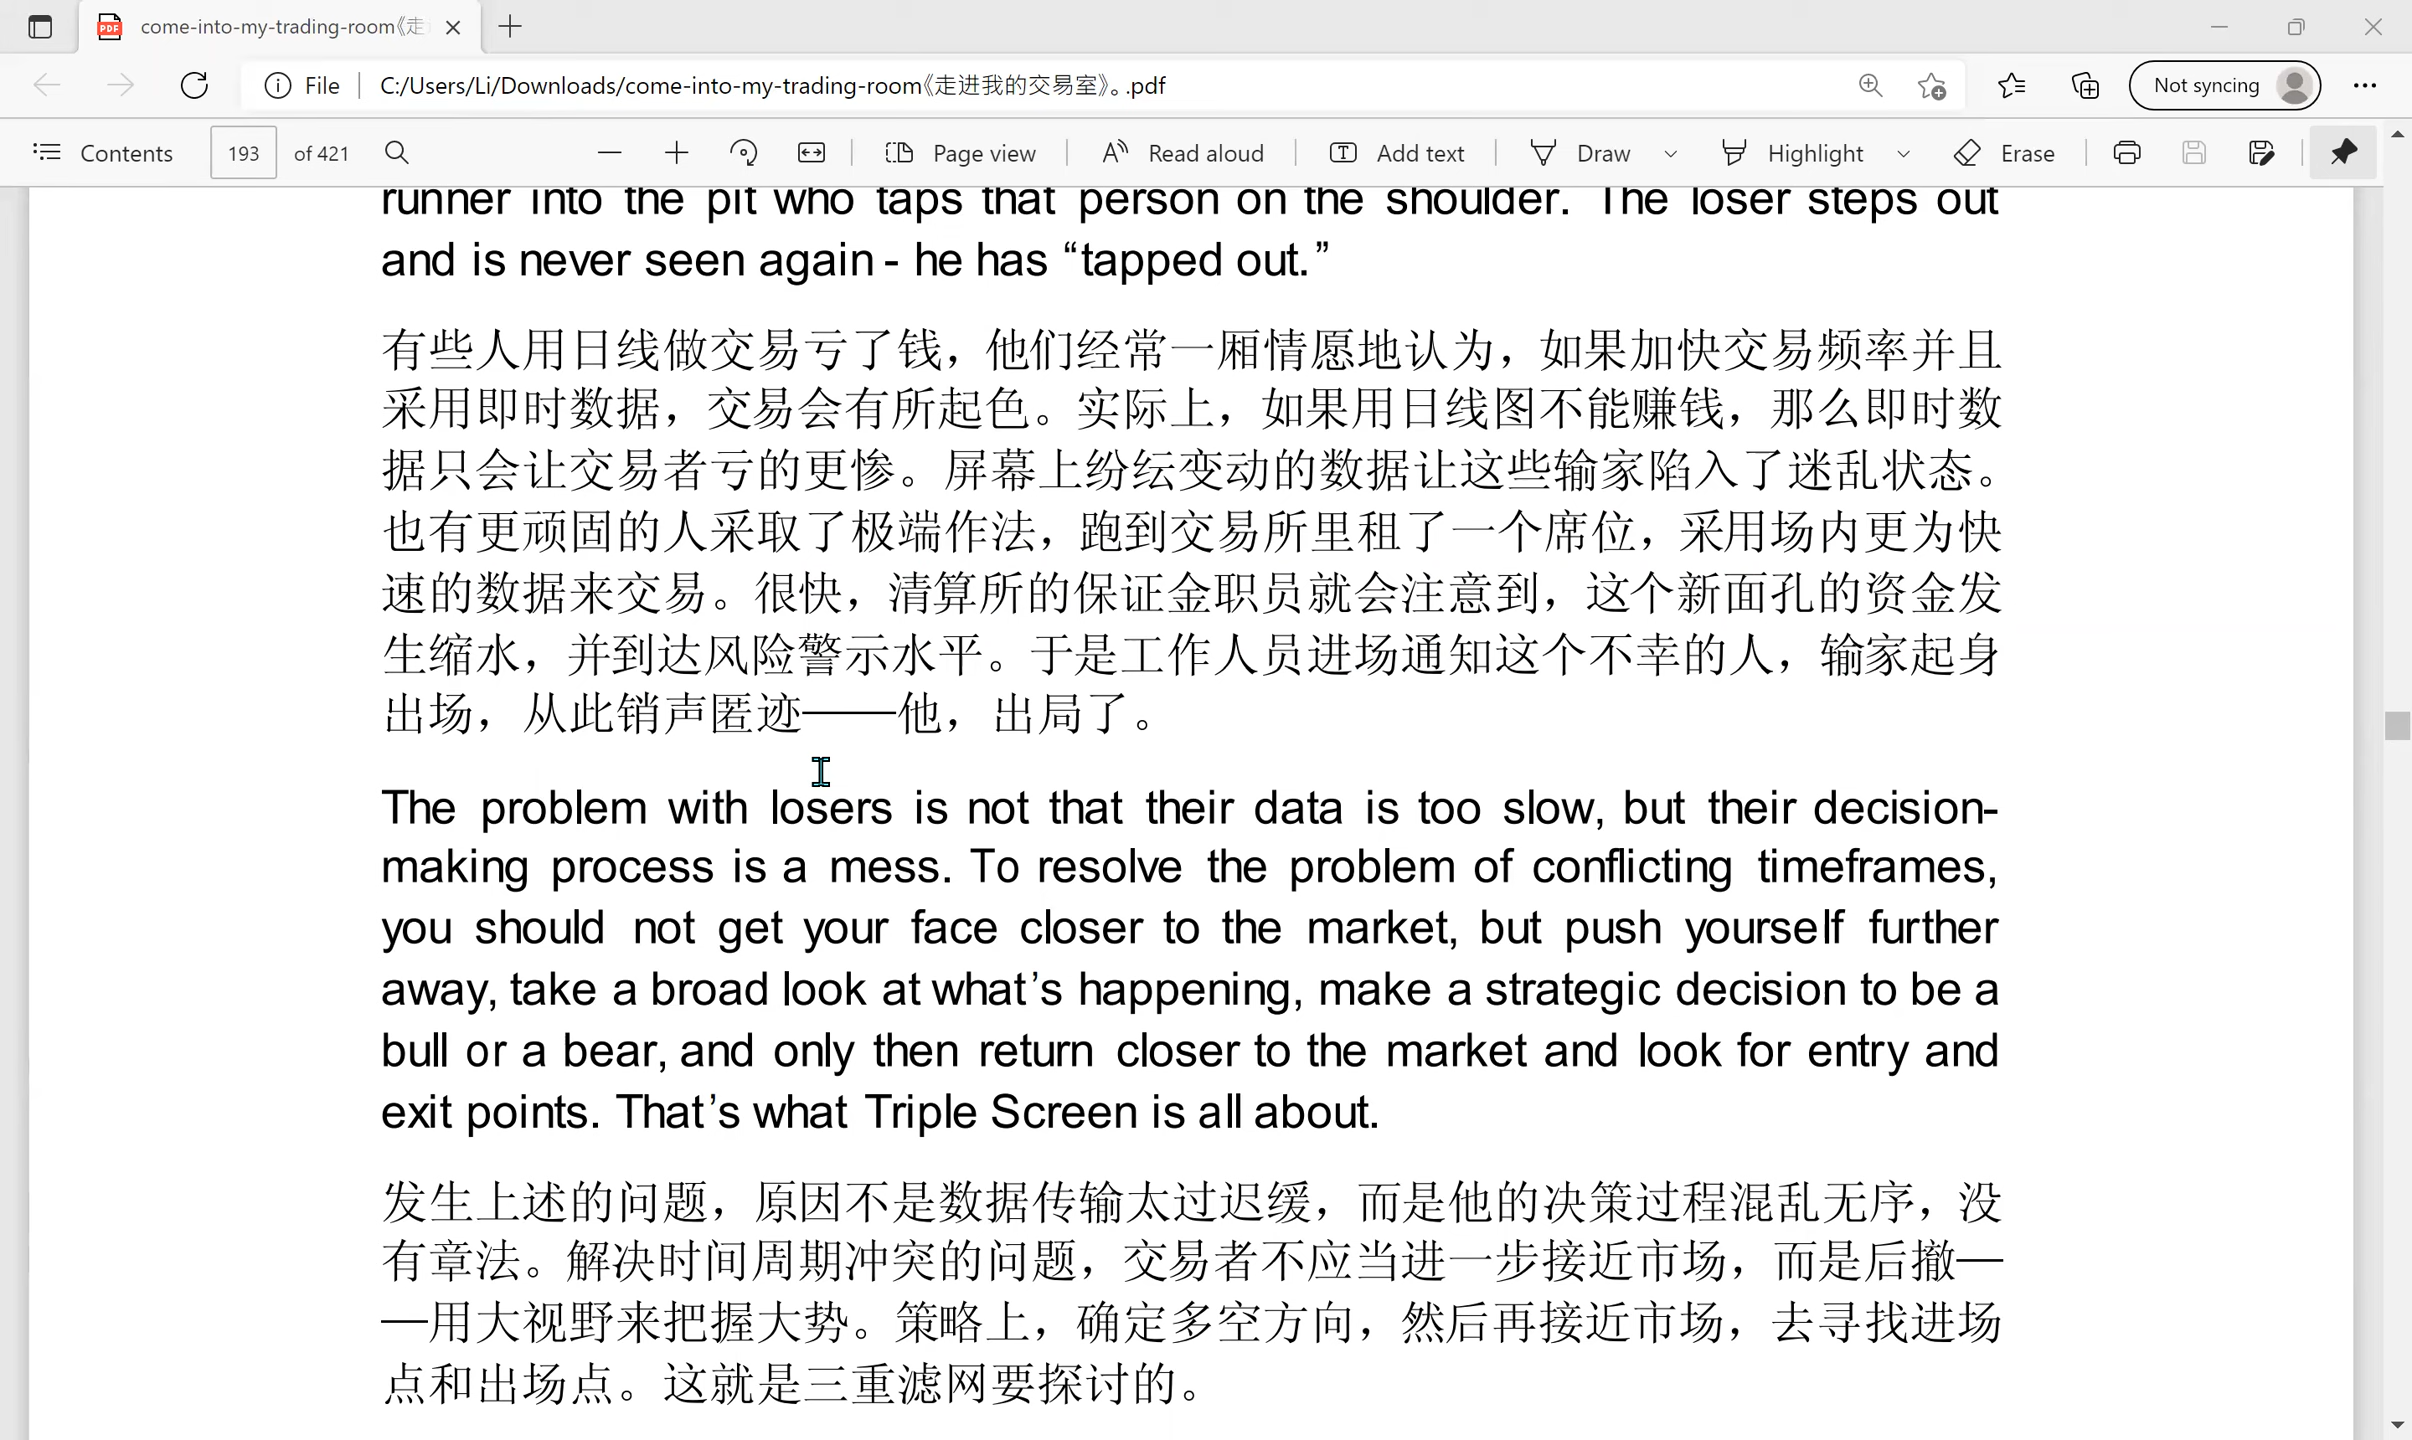 come-into-my-trading-room《走
File
C:/Users/Li/Downloads/come-into-my-trading-room《走进我的交易室》。.pdf
Not syncing
Contents
193
of 421
Page view
Read aloud
Add text
Draw
Highlight
Erase
runner into the pit who taps that person on the shoulder. The loser steps out
and is never seen again - he has “tapped out.”
有些人用日线做交易亏了钱，他们经常一厢情愿地认为，如果加快交易频率并且
采用即时数据，交易会有所起色。实际上，如果用日线图不能赚钱，那么即时数
据只会让交易者亏的更惨。屏幕上纷纭变动的数据让这些输家陷入了迷乱状态。
也有更顽固的人采取了极端作法，跑到交易所里租了一个席位，采用场内更为快
速的数据来交易。很快，清算所的保证金职员就会注意到，这个新面孔的资金发
生缩水，并到达风险警示水平。于是工作人员进场通知这个不幸的人，输家起身
出场，从此销声匿迹——他，出局了。
The problem with losers is not that their data is too slow, but their decision-
making process is a mess. To resolve the problem of conflicting timeframes,
you should not get your face closer to the market, but push yourself further
away, take a broad look at what’s happening, make a strategic decision to be a
bull or a bear, and only then return closer to the market and look for entry and
exit points. That’s what Triple Screen is all about.
发生上述的问题，原因不是数据传输太过迟缓，而是他的决策过程混乱无序，没
有章法。解决时间周期冲突的问题，交易者不应当进一步接近市场，而是后撤—
—用大视野来把握大势。策略上，确定多空方向，然后再接近市场，去寻找进场
点和出场点。这就是三重滤网要探讨的。